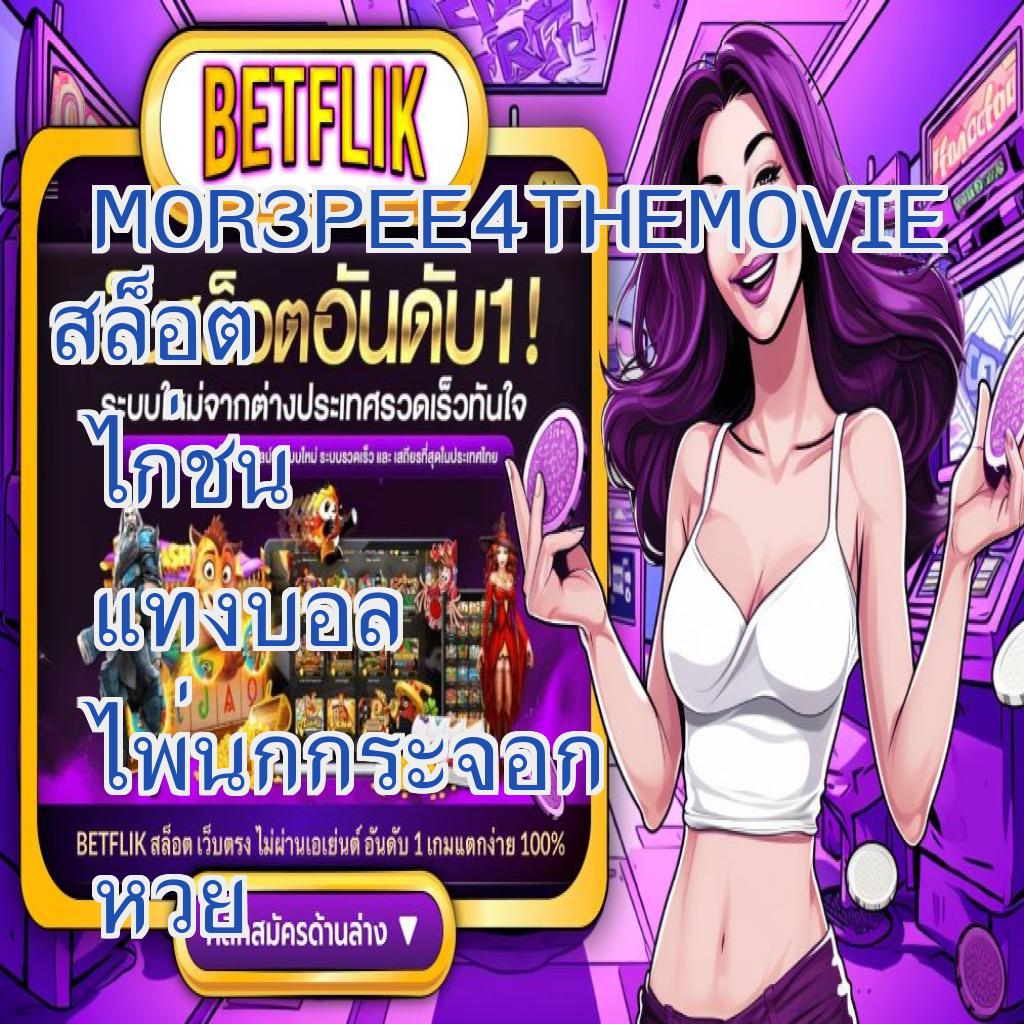 BETFLIK
MOR3PEE4THEMOVIE
สล็อตอันดับ1!
สล็อต
ระบบใหม่จากต่างประเทศรวดเร็วทันใจ
ไก่ชน
ระบบรวดเร็ว และ เสถียรที่สุดในประเทศไทย
แทงบอล
ไพ่นกกระจอก
BETFLIK สล็อต เว็บตรง ไม่ผ่านเอเย่นต์ อันดับ 1 เกมแตกง่าย 100%
หวย
สมัครด้านล่าง ▼